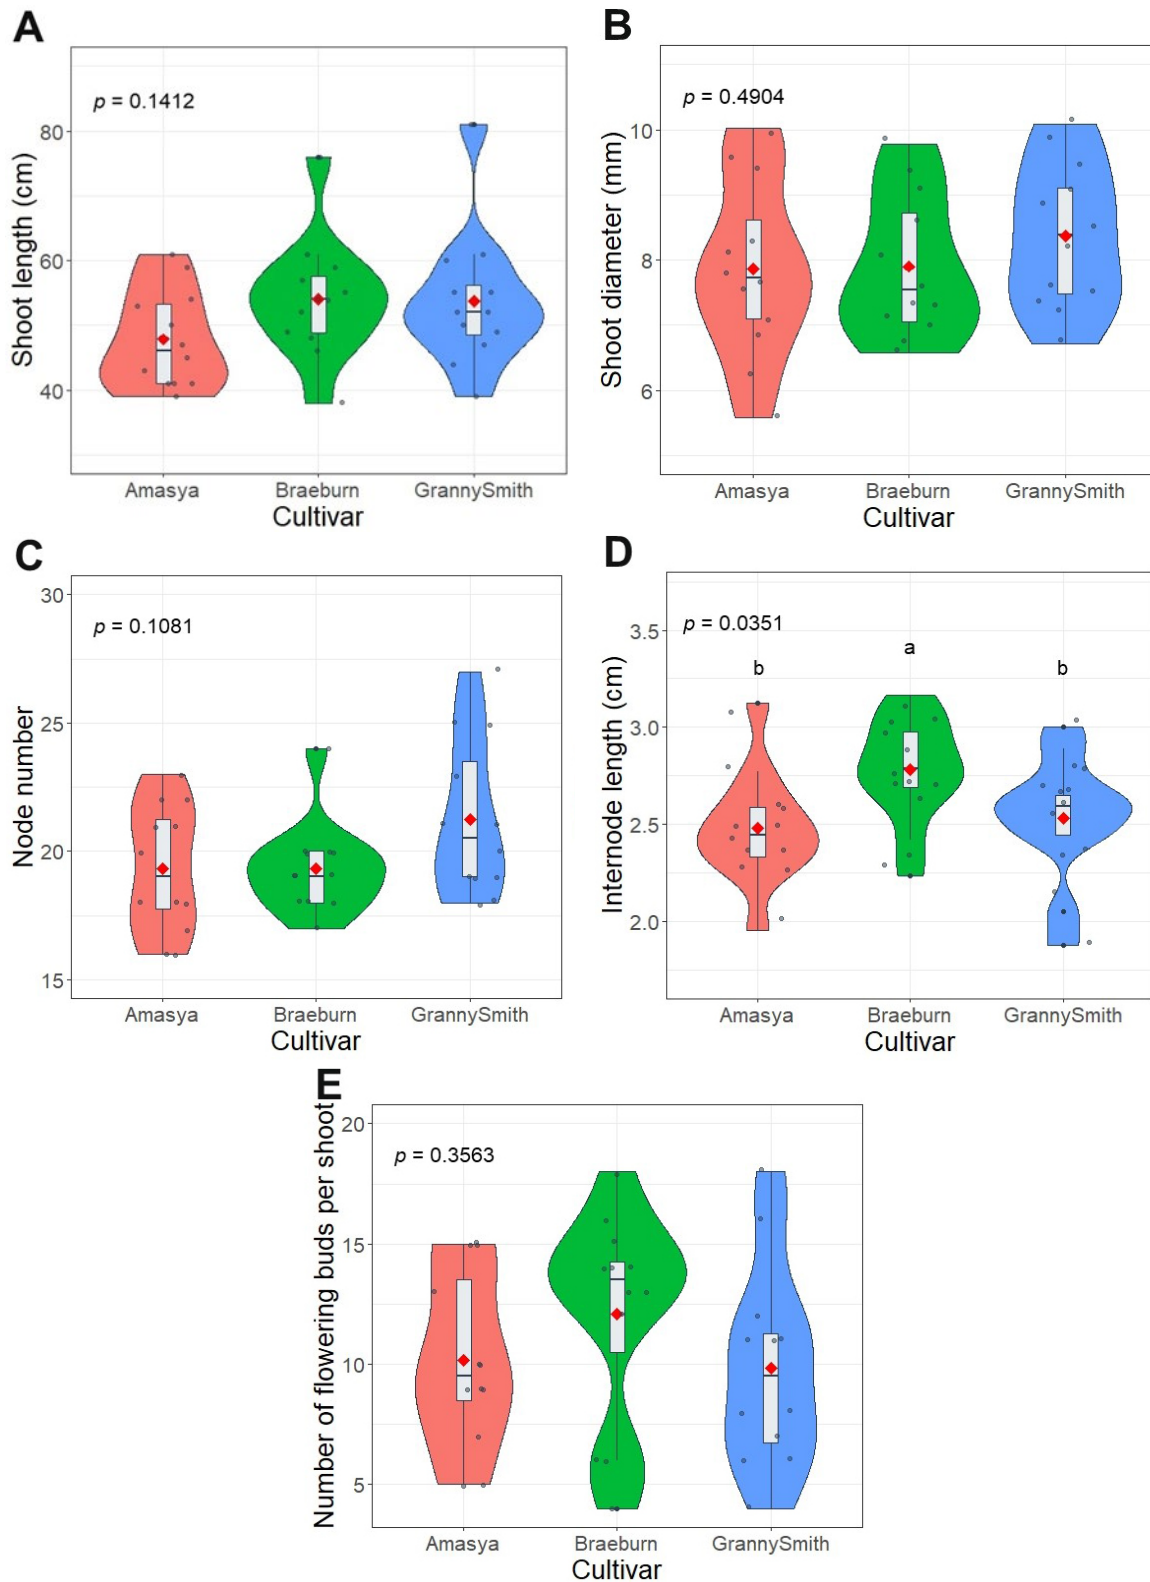 A
p = 0.1412
Shoot length (cm)
80
60
40
Amasya Braeburn GrannySmith
Cultivar
B
p = 0.4904
Shoot diameter (mm)
10
8
6
Amasya Braeburn GrannySmith
Cultivar
C
p = 0.1081
Node number
30
25
20
15
Amasya Braeburn GrannySmith
Cultivar
D
p = 0.0351
Internode length (cm)
3.5
3.0
2.5
2.0
b a b
Amasya Braeburn GrannySmith
Cultivar
E
p = 0.3563
Number of flowering buds per shoot
20
15
10
5
Amasya Braeburn GrannySmith
Cultivar